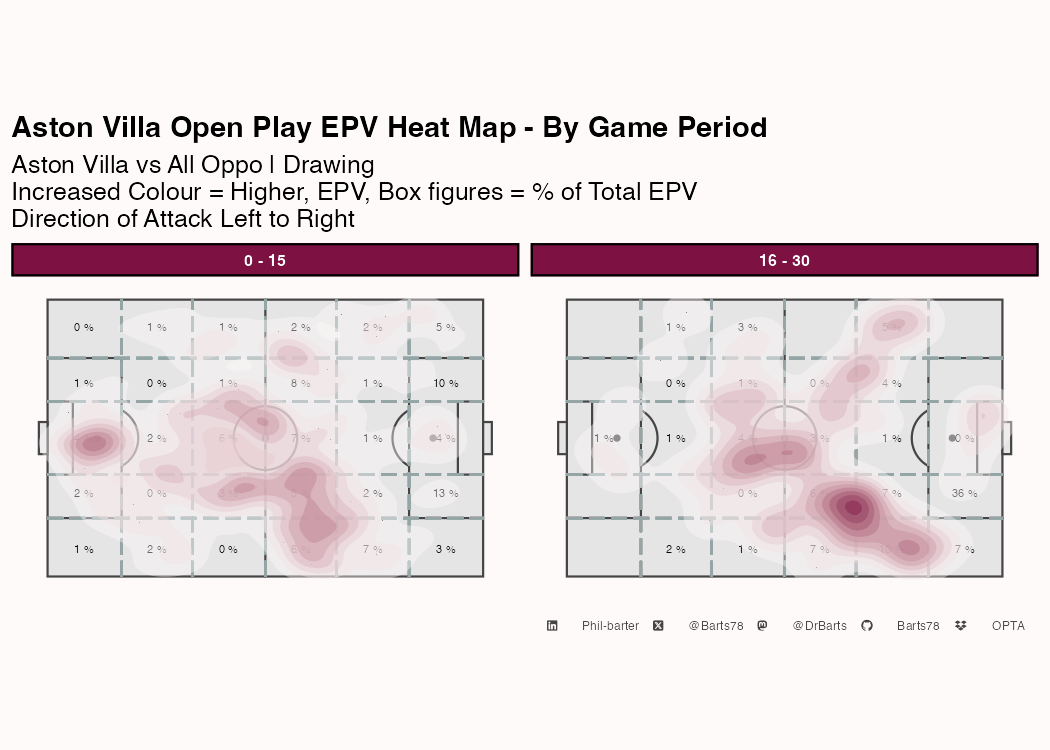 Aston Villa Open Play EPV Heat Map - By Game Period
Aston Villa vs All Oppo | Drawing
Increased Colour = Higher, EPV, Box figures = % of Total EPV
Direction of Attack Left to Right
0 - 15
16 - 30
0 % 1 % 1 % 2 % 2 % 5 %
1 % 0 % 1 % 8 % 1 % 10 %
2 % 6 % 7 % 1 % 4 %
2 % 0 % 2 % 13 %
1 % 2 % 0 % 7 % 3 %
1 % 3 %
0 % 1 % 0 % 4 %
1 % 1 % 1 %
0 % 7 % 36 %
2 % 1 % 7 % 7 %
Phil-barter @Barts78 @DrBarts Barts78 OPTA